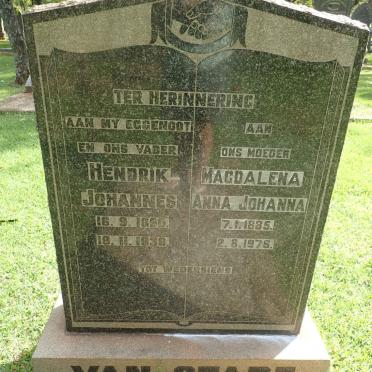 TER HERINNERING
AAN MY EGGENOOT
EN ONS VADER
HENDRIK
JOHANNES
AAN
ONS MOEDER
MAGDALENA
ANNA JOHANNA
7.1.1885.
2.8.1976.
TOT WEDERSIENS
VAN